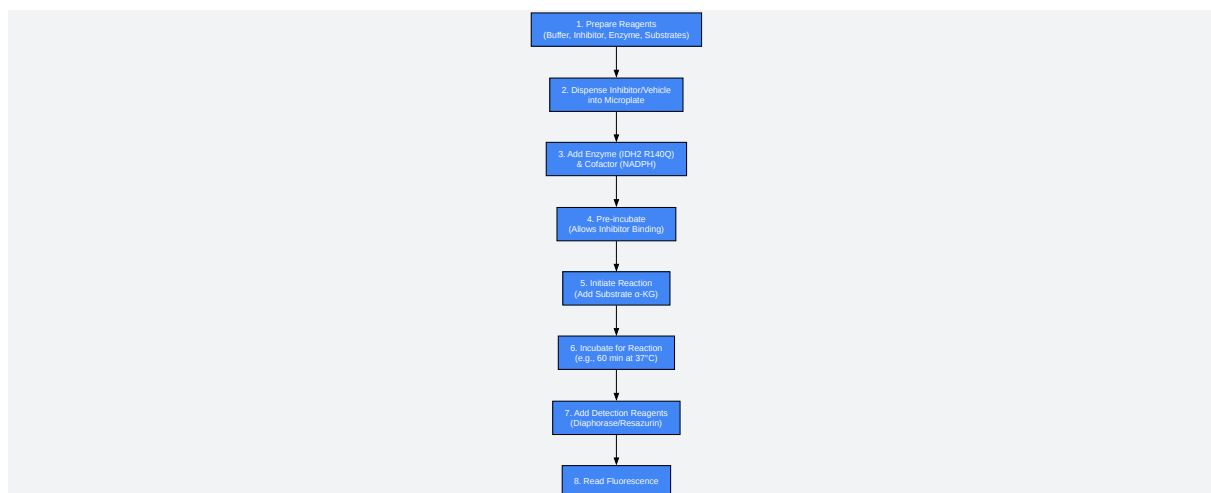 1. Prepare Reagents
(Buffer, Inhibitor, Enzyme, Substrates)
2. Dispense Inhibitor/Vehicle
into Microplate
3. Add Enzyme (IDH2 R140Q)
& Cofactor (NADPH)
4. Pre-incubate
(Allows Inhibitor Binding)
5. Initiate Reaction
(Add Substrate α-KG)
6. Incubate for Reaction
(e.g., 60 min at 37°C)
7. Add Detection Reagents
(Diaphorase/Resazurin)
8. Read Fluorescence